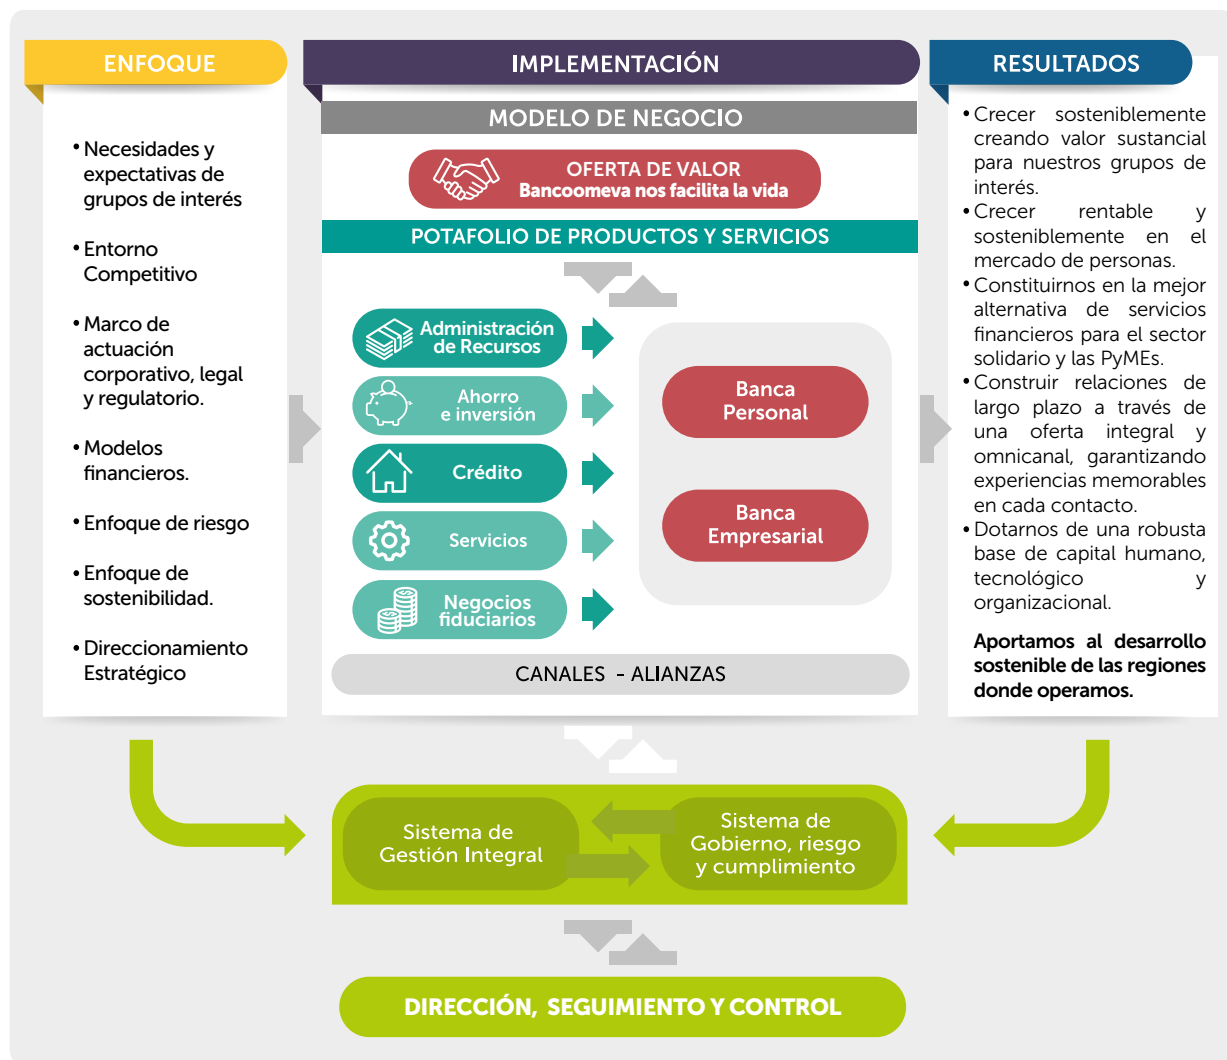 ENFOQUE
• Necesidades y
expectativas de
grupos de interés
• Entorno
Competitivo
• Marco de
actuación
corporativo, legal
y regulatorio.
• Modelos
financieros.
• Enfoque de riesgo
• Enfoque de
sostenibilidad.
• Direccionamiento
Estratégico
IMPLEMENTACIÓN
MODELO DE NEGOCIO
OFERTA DE VALOR
Bancoomeva nos facilita la vida
POTAFOLIO DE PRODUCTOS Y SERVICIOS
Administración
de Recursos
Ahorro
e inversión
Crédito
Servicios
Negocios
fiduciarios
Banca
Personal
Banca
Empresarial
CANALES - ALIANZAS
RESULTADOS
• Crecer sosteniblemente
creando valor sustancial
para nuestros grupos de
interés.
• Crecer rentable y
sosteniblemente en el
mercado de personas.
• Constituirnos en la mejor
alternativa de servicios
financieros para el sector
solidario y las PyMEs.
• Construir relaciones de
largo plazo a través de
una oferta integral y
omnicanal, garantizando
experiencias memorables
en cada contacto.
• Dotarnos de una robusta
base de capital humano,
tecnológico y
organizacional.
Aportamos al desarrollo
sostenible de las regiones
donde operamos.
Sistema de
Gestión Integral
Sistema de
Gobierno, riesgo
y cumplimiento
DIRECCIÓN, SEGUIMIENTO Y CONTROL